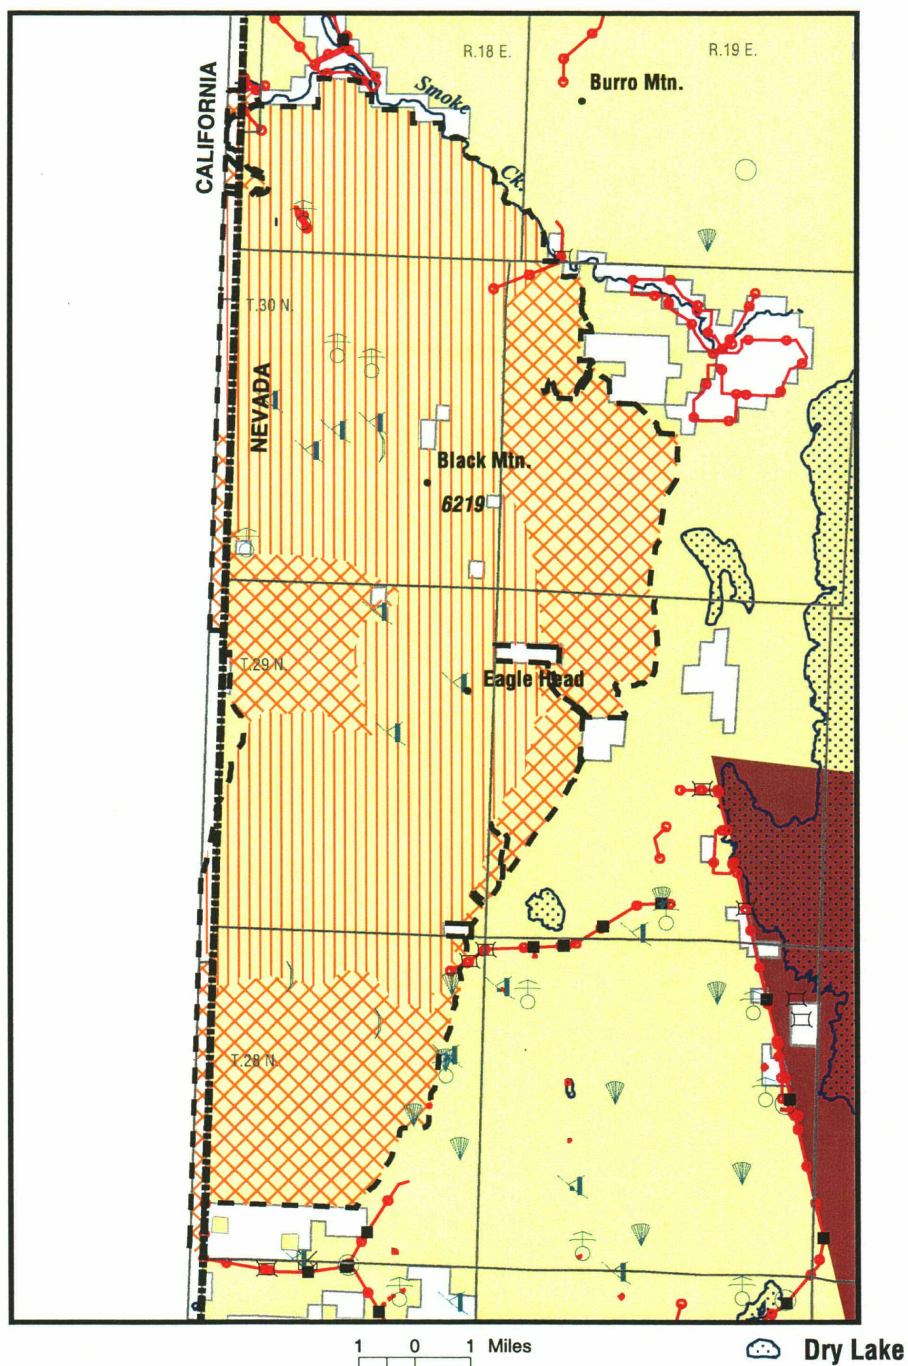 R.18 E.
R.19 E.
Burro Mtn.
CALIFORNIA
Smoke
Ck.
T.30 N.
NEVADA
Black Mtn.
6219
T.29 N.
Eagle Head
T.28 N.
1 0 1 Miles
Dry Lake